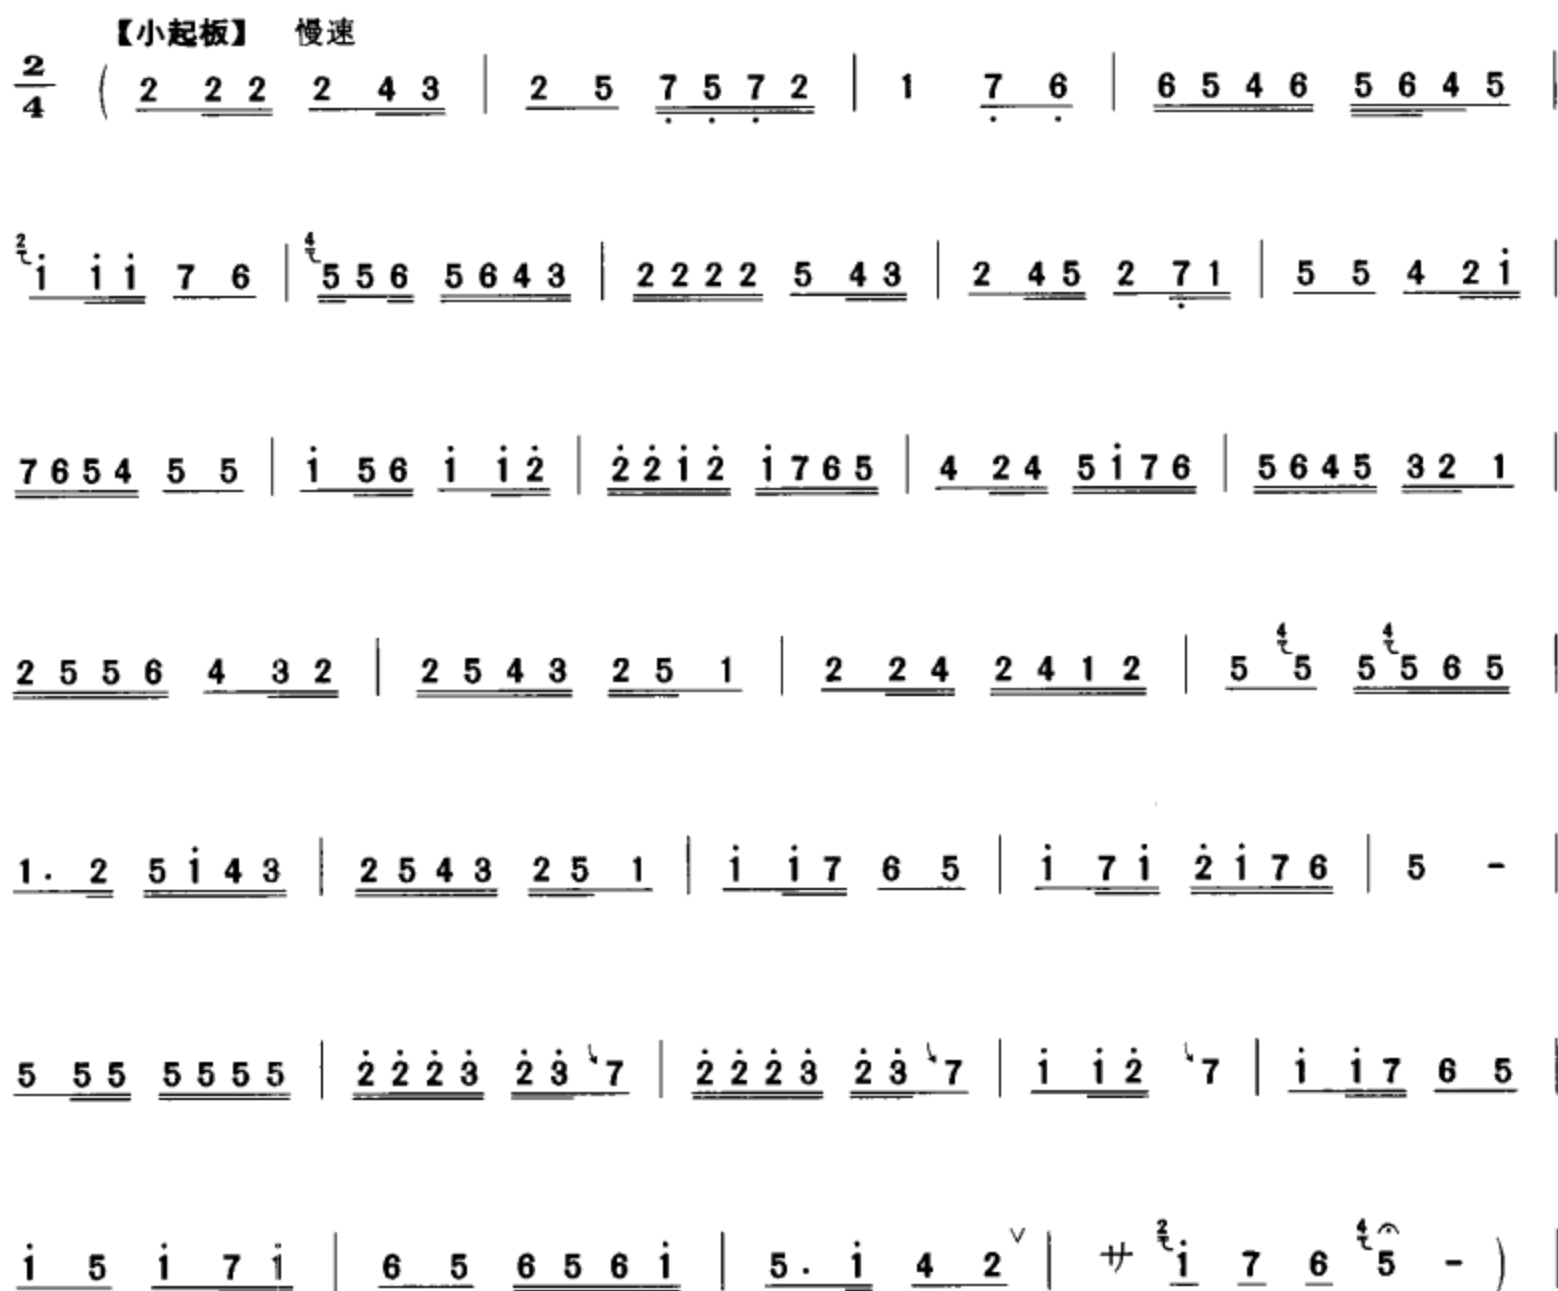 【小起板】 慢速
2/4 ( 2 2 2 2 4 3 | 2 5 7̣ 5̣ 7̣ 2 | 1 7̣ 6̣ | 6 5 4 6 5 6 4 5 |
²i̇ i̇ i̇ 7 6 | ⁴5 5 6 5 6 4 3 | 2 2 2 2 5 4 3 | 2 4 5 2 7̣ 1 | 5 5 4 2 i̇ |
7 6 5 4 5 5 | i̇ 5 6 i̇ i̇ 2̇ | 2̇ 2̇ i̇ 2̇ i̇ 7 6 5 | 4 2 4 5 i̇ 7 6 | 5 6 4 5 3 2 1 |
2 5 5 6 4 3 2 | 2 5 4 3 2 5 1 | 2 2 4 2 4 1 2 | 5 ⁴5 5 ⁴5 6 5 |
1· 2 5 i̇ 4 3 | 2 5 4 3 2 5 1 | i̇ i̇ 7 6 5 | i̇ 7 i̇ 2̇ i̇ 7 6 | 5 - |
5 5 5 5 5 5 5 | 2̇ 2̇ 2̇ 3̇ 2̇ 3̇ 7 | 2̇ 2̇ 2̇ 3̇ 2̇ 3̇ 7 | i̇ i̇ 2̇ 7 | i̇ i̇ 7 6 5 |
i̇ 5 i̇ 7 i̇ | 6 5 6 5 6 i̇ | 5· i̇ 4 2 ∨ | サ ²i̇ 7 6 ⁴5 - )